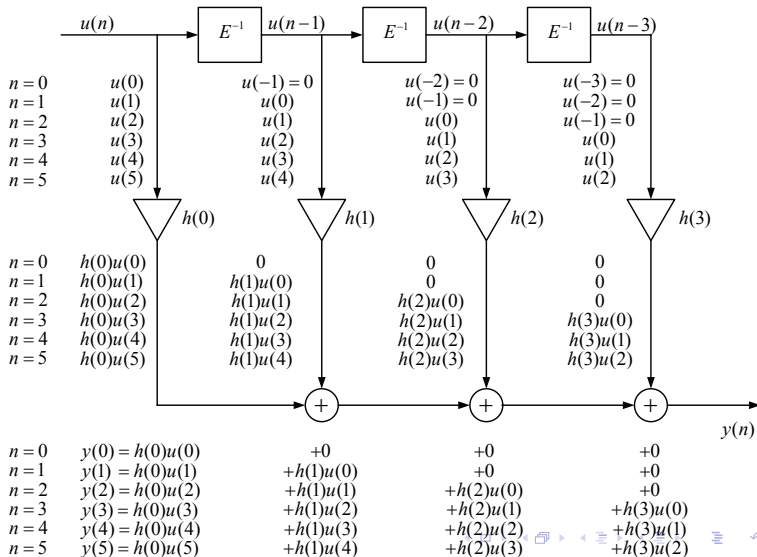 u(n) E⁻¹ u(n−1) E⁻¹ u(n−2) E⁻¹ u(n−3)
n = 0 u(0) u(−1) = 0 u(−2) = 0 u(−3) = 0
n = 1 u(1) u(0) u(−1) = 0 u(−2) = 0
n = 2 u(2) u(1) u(0) u(−1) = 0
n = 3 u(3) u(2) u(1) u(0)
n = 4 u(4) u(3) u(2) u(1)
n = 5 u(5) u(4) u(3) u(2)
h(0) h(1) h(2) h(3)
n = 0 h(0)u(0) 0 0 0
n = 1 h(0)u(1) h(1)u(0) 0 0
n = 2 h(0)u(2) h(1)u(1) h(2)u(0) 0
n = 3 h(0)u(3) h(1)u(2) h(2)u(1) h(3)u(0)
n = 4 h(0)u(4) h(1)u(3) h(2)u(2) h(3)u(1)
n = 5 h(0)u(5) h(1)u(4) h(2)u(3) h(3)u(2)
+ + +
y(n)
n = 0 y(0) = h(0)u(0) +0 +0 +0
n = 1 y(1) = h(0)u(1) +h(1)u(0) +0 +0
n = 2 y(2) = h(0)u(2) +h(1)u(1) +h(2)u(0) +0
n = 3 y(3) = h(0)u(3) +h(1)u(2) +h(2)u(1) +h(3)u(0)
n = 4 y(4) = h(0)u(4) +h(1)u(3) +h(2)u(2) +h(3)u(1)
n = 5 y(5) = h(0)u(5) +h(1)u(4) +h(2)u(3) +h(3)u(2)